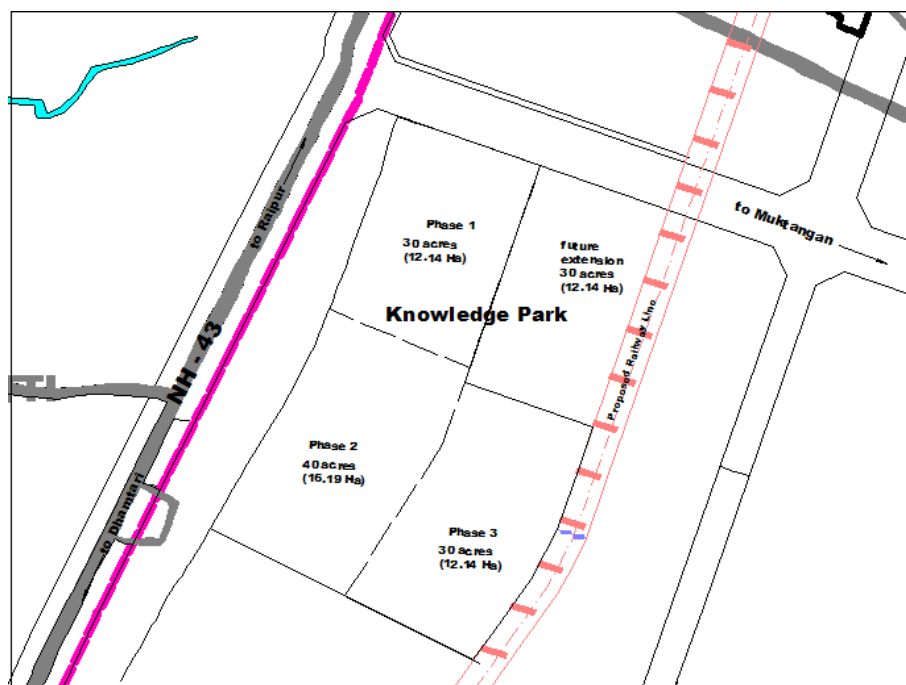 to Raipur
Phase 1
30 acres
(12.14 Ha)
future
extension
30 acres
(12.14 Ha)
to Muktangan
Knowledge Park
Proposed Railway Line
NH - 43
Phase 2
40 acres
(16.19 Ha)
to Dhamtari
Phase 3
30 acres
(12.14 Ha)